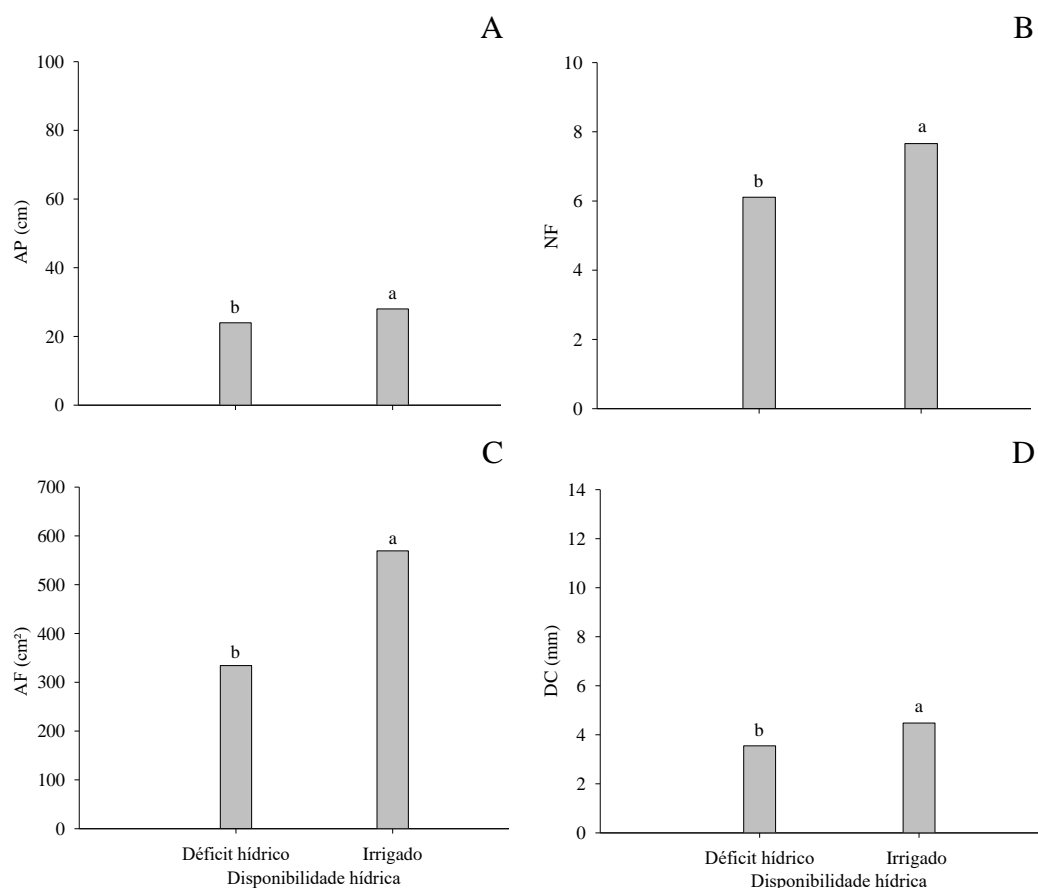 A
100
80
60
40
20
0
AP (cm)
b
a
B
10
8
6
4
2
0
NF
b
a
C
700
600
500
400
300
200
100
0
AF (cm²)
b
a
Déficit hídrico Irrigado
Disponibilidade hídrica
D
14
12
10
8
6
4
2
0
DC (mm)
b
a
Déficit hídrico Irrigado
Disponibilidade hídrica